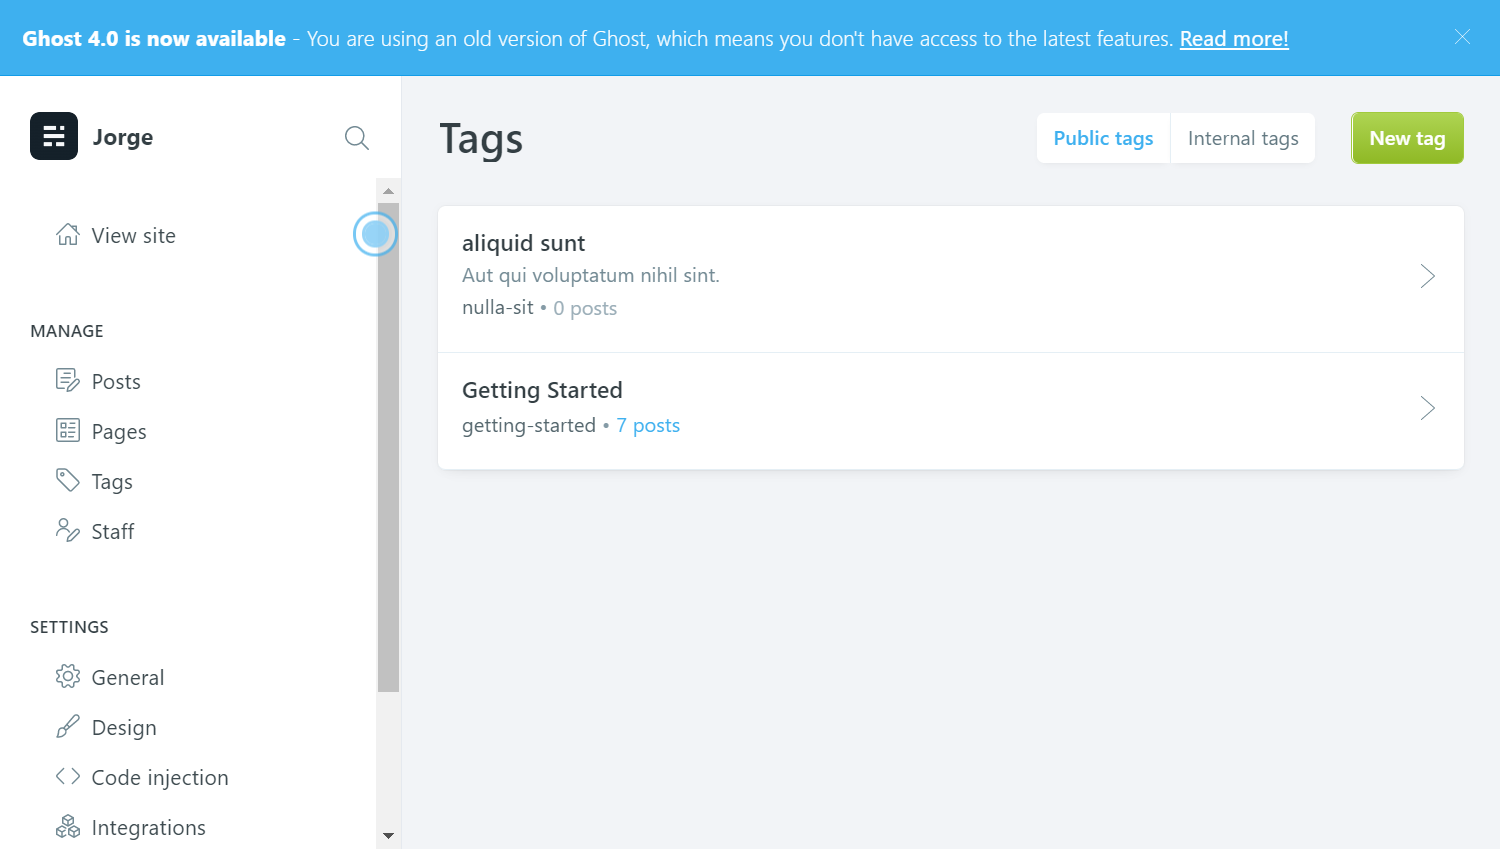 Ghost 4.0 is now available - You are using an old version of Ghost, which means you don't have access to the latest features. Read more!
Jorge
View site
MANAGE
Posts
Pages
Tags
Staff
SETTINGS
General
Design
Code injection
Integrations
Tags
Public tags
Internal tags
New tag
aliquid sunt
Aut qui voluptatum nihil sint.
nulla-sit • 0 posts
Getting Started
getting-started • 7 posts